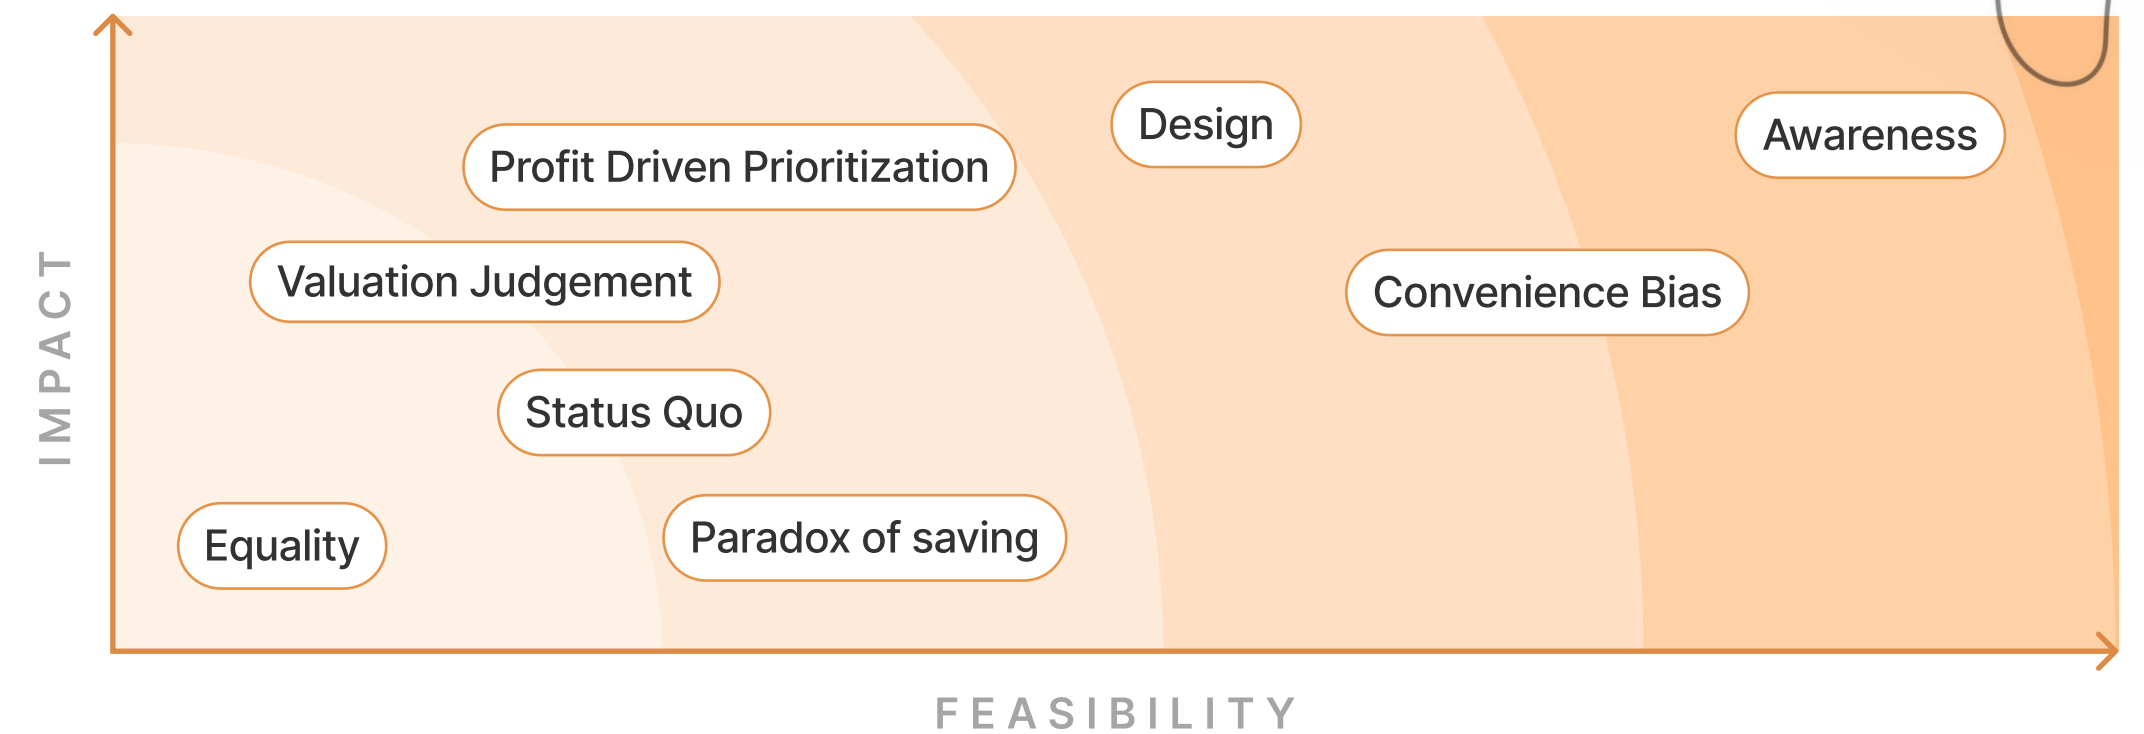 Design
Awareness
Profit Driven Prioritization
Valuation Judgement
Convenience Bias
IMPACT
Status Quo
Paradox of saving
Equality
FEASIBILITY